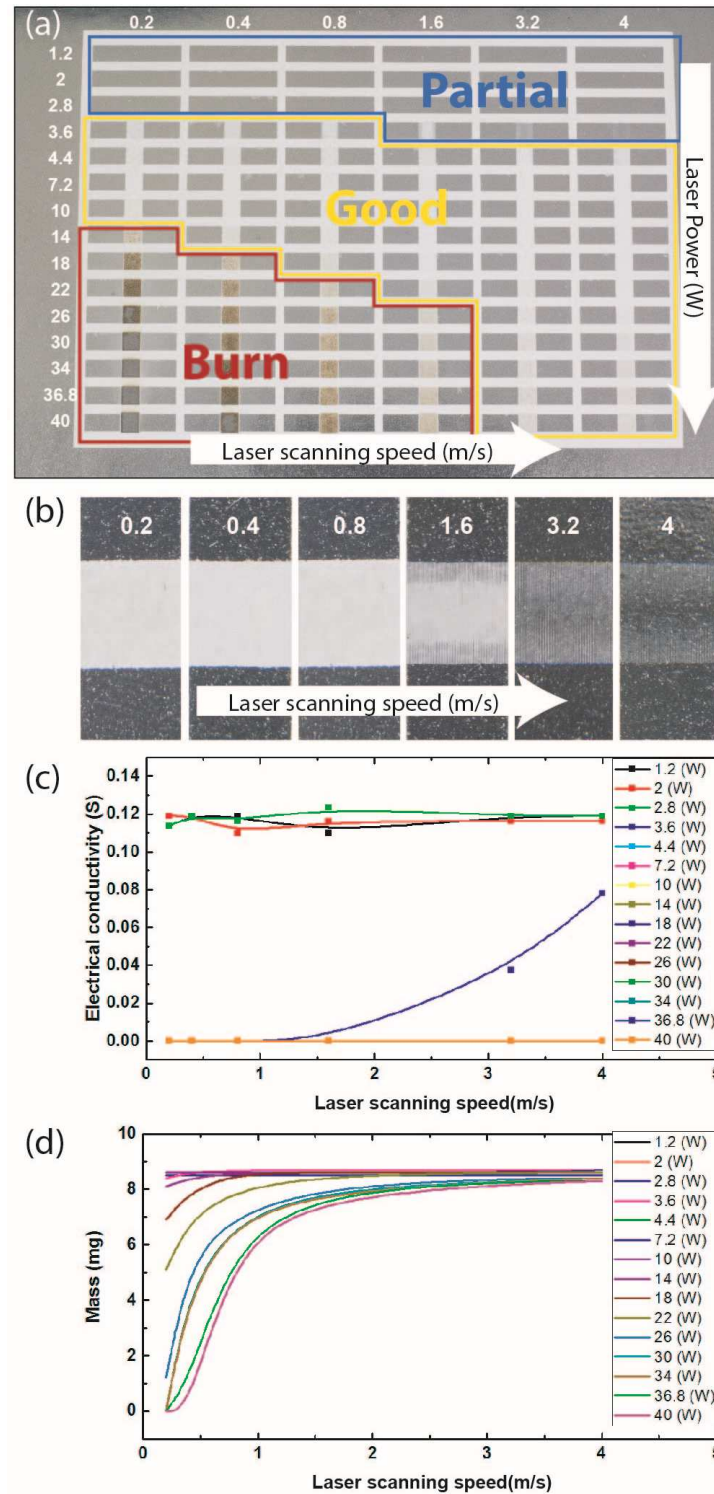 (a)
0.2 0.4 0.8 1.6 3.2 4
1.2
2
2.8
3.6
4.4
7.2
10
14
18
22
26
30
34
36.8
40
Partial
Good
Burn
Laser Power (W)
Laser scanning speed (m/s)
(b)
0.2 0.4 0.8 1.6 3.2 4
Laser scanning speed (m/s)
(c)
Electrical conductivity (S)
0.14
0.12
0.10
0.08
0.06
0.04
0.02
0.00
0 1 2 3 4 5
Laser scanning speed(m/s)
1.2 (W)
2 (W)
2.8 (W)
3.6 (W)
4.4 (W)
7.2 (W)
10 (W)
14 (W)
18 (W)
22 (W)
26 (W)
30 (W)
34 (W)
36.8 (W)
40 (W)
(d)
Mass (mg)
10
8
6
4
2
0
0 1 2 3 4 5
Laser scanning speed(m/s)
1.2 (W)
2 (W)
2.8 (W)
3.6 (W)
4.4 (W)
7.2 (W)
10 (W)
14 (W)
18 (W)
22 (W)
26 (W)
30 (W)
34 (W)
36.8 (W)
40 (W)